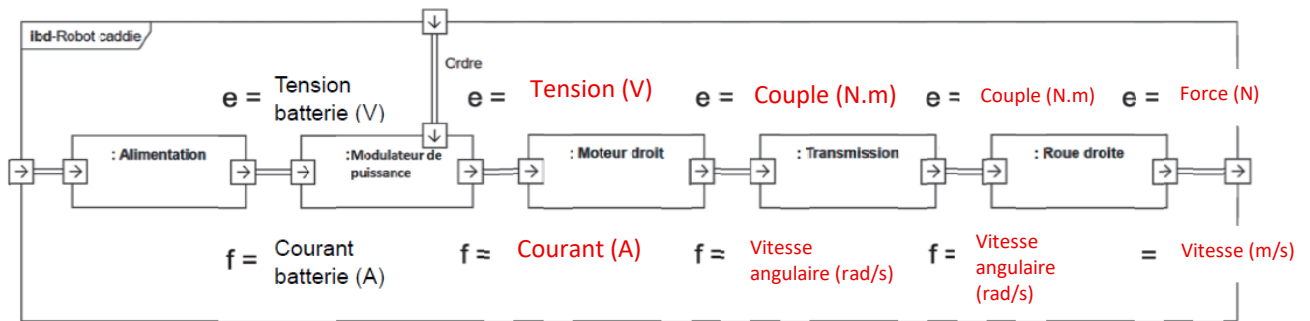 ibd-Robot caddie
Crdre
e = Tension batterie (V)
e = Tension (V)
e = Couple (N.m)
e = Couple (N.m)
e = Force (N)
: Alimentation
:Modulateur de
puissance
: Moteur droit
: Transmission
: Roue droite
f = Courant batterie (A)
f = Courant (A)
f = Vitesse angulaire (rad/s)
f = Vitesse angulaire (rad/s)
= Vitesse (m/s)